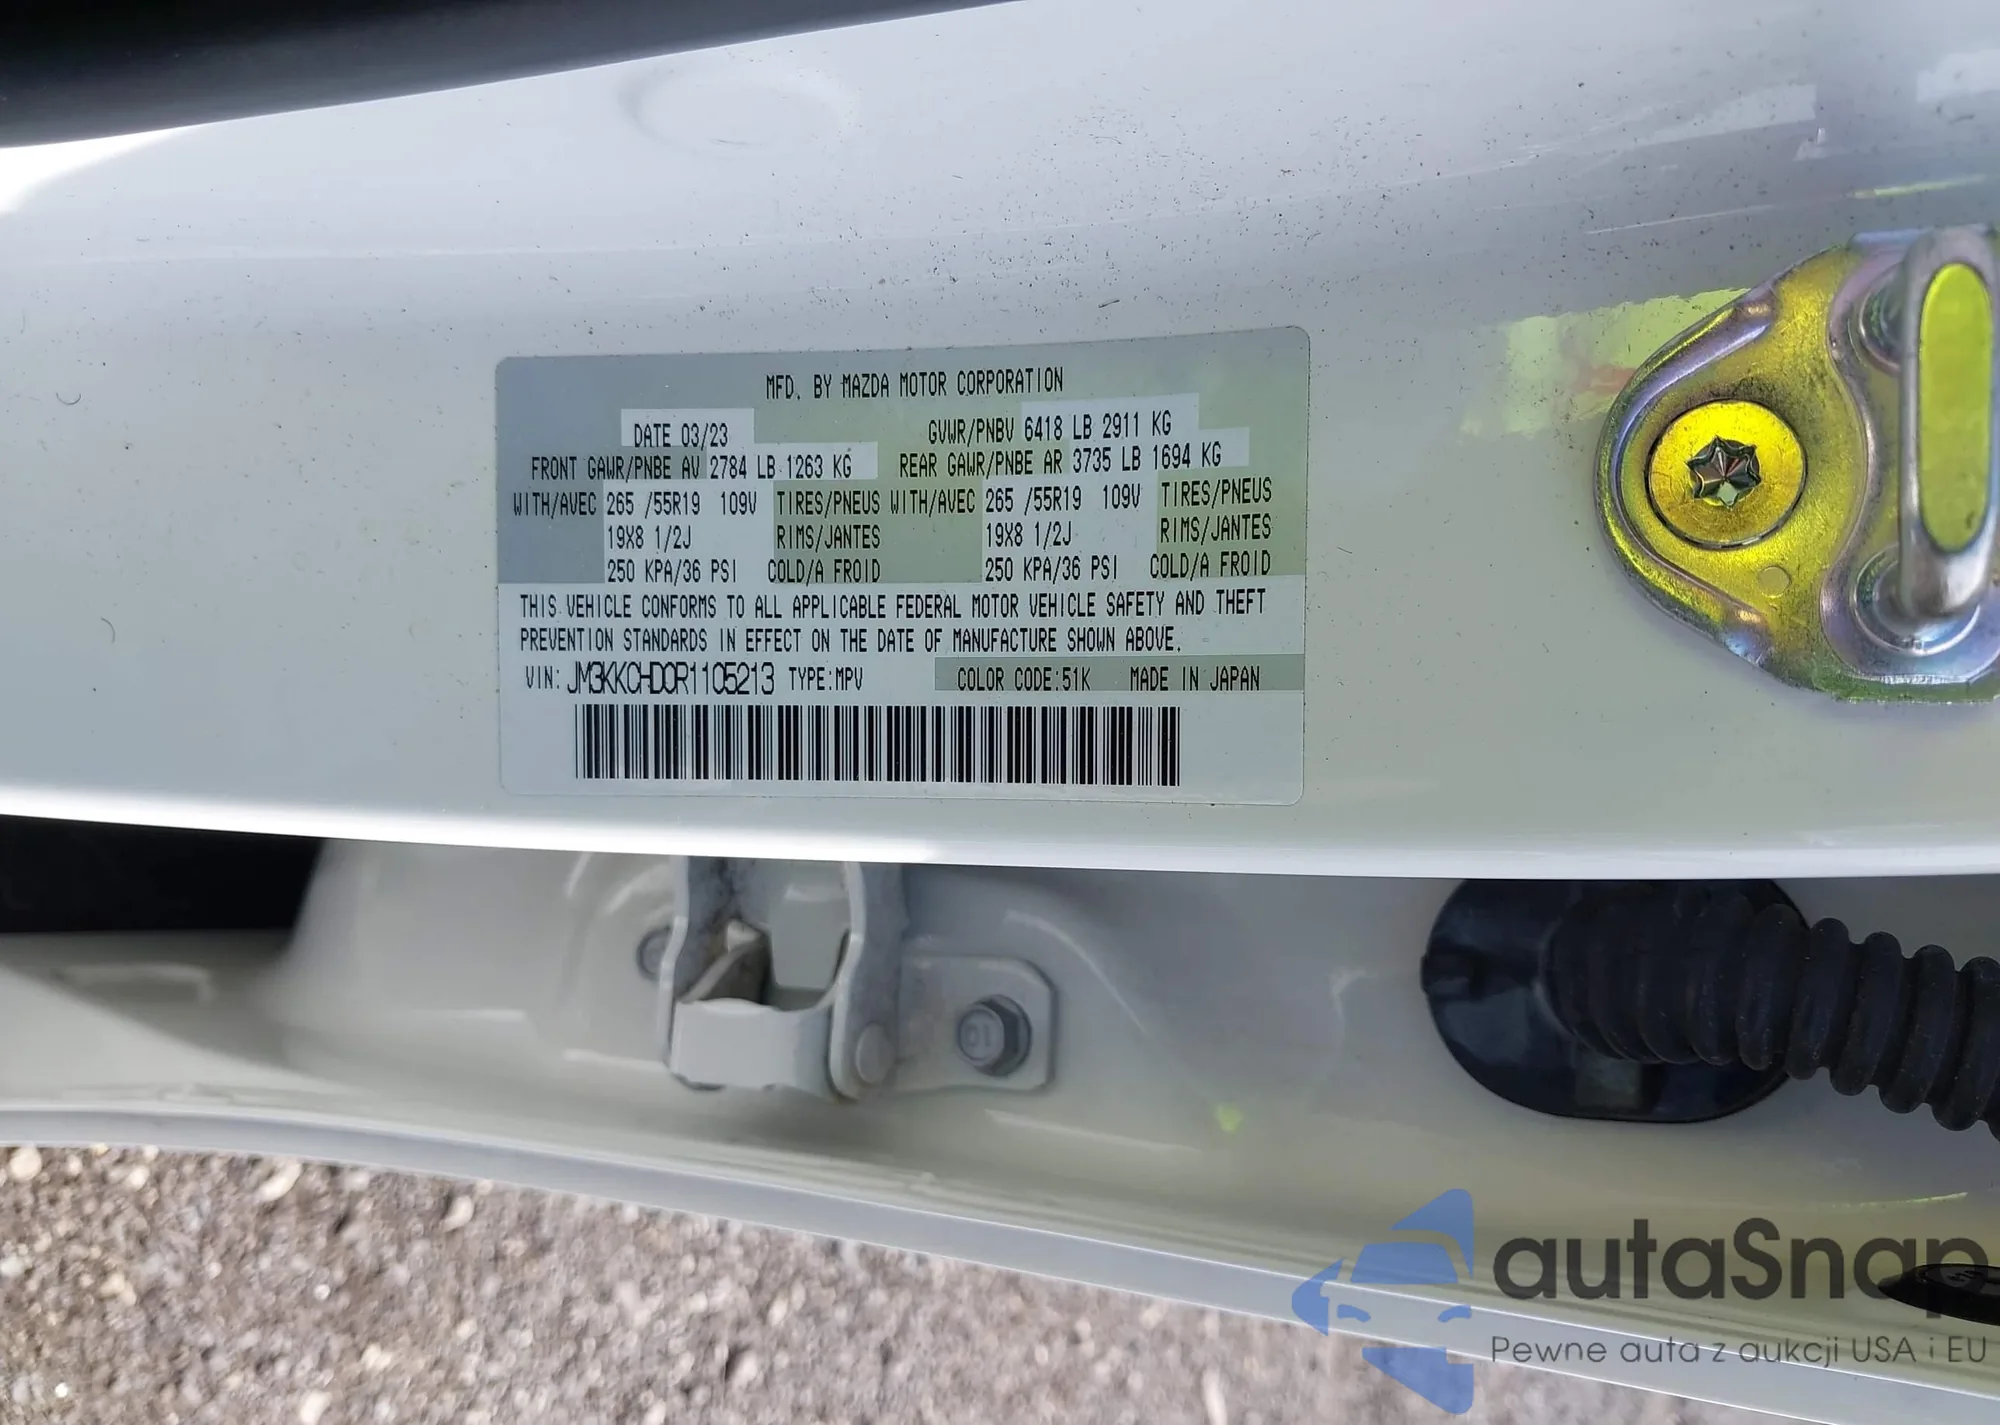 MFD. BY MAZDA MOTOR CORPORATION
DATE 03/23 GVWR/PNBV 6418 LB 2911 KG
FRONT GAWR/PNBE AV 2784 LB 1263 KG REAR GAWR/PNBE AR 3735 LB 1694 KG
WITH/AVEC 265 /55R19 109V TIRES/PNEUS WITH/AVEC 265 /55R19 109V TIRES/PNEUS
19X8 1/2J RIMS/JANTES 19X8 1/2J RIMS/JANTES
250 KPA/36 PSI COLD/A FROID 250 KPA/36 PSI COLD/A FROID
THIS VEHICLE CONFORMS TO ALL APPLICABLE FEDERAL MOTOR VEHICLE SAFETY AND THEFT
PREVENTION STANDARDS IN EFFECT ON THE DATE OF MANUFACTURE SHOWN ABOVE.
VIN: JM3KKCHD0R1105213 TYPE:MPV COLOR CODE:51K MADE IN JAPAN
autaSnap
Pewne auta z aukcji USA i EU